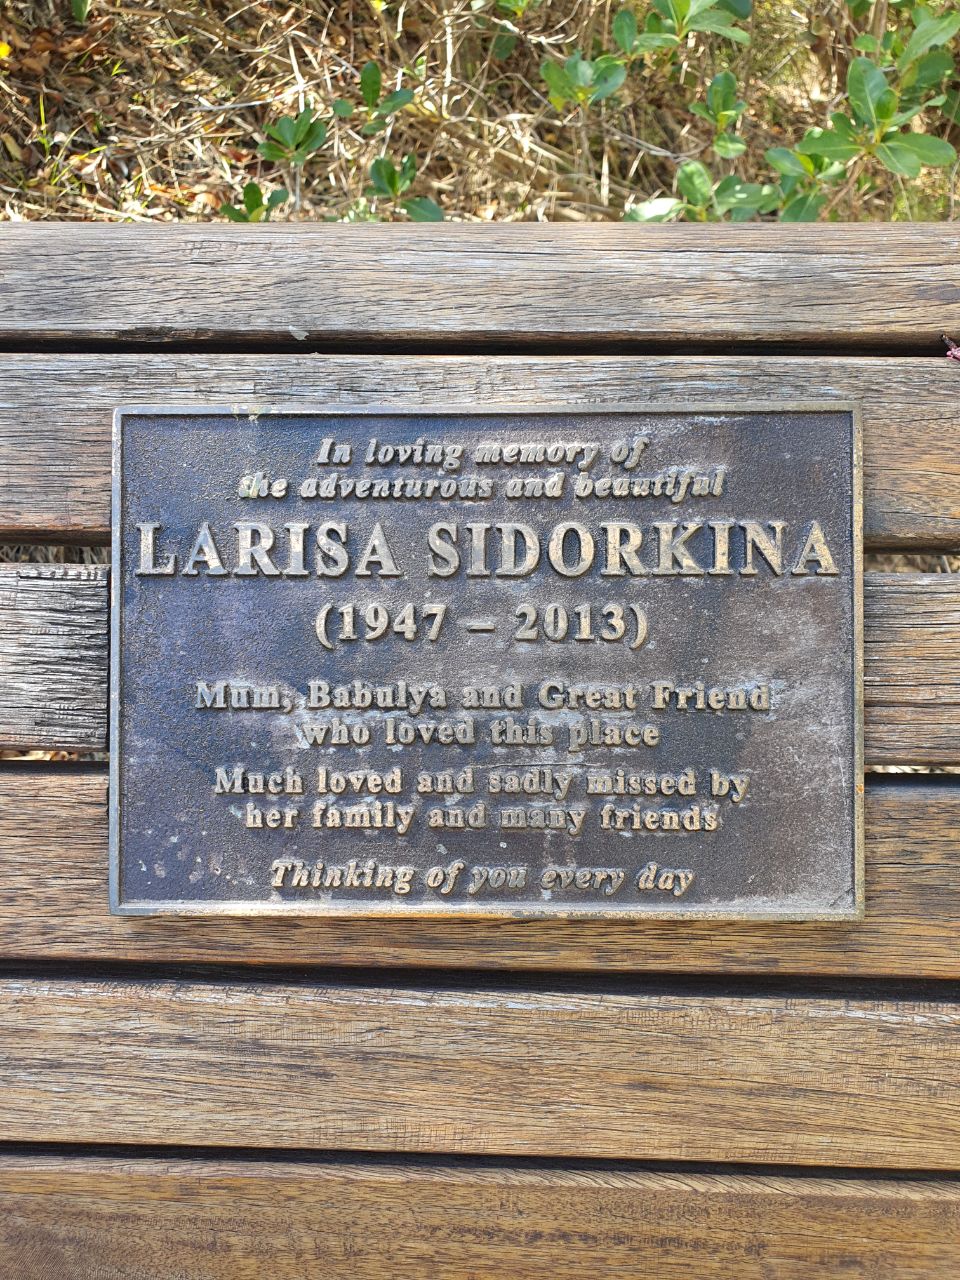 In loving memory of
the adventurous and beautiful
LARISA SIDORKINA
(1947 – 2013)
Mum, Babulya and Great Friend
who loved this place
Much loved and sadly missed by
her family and many friends
Thinking of you every day